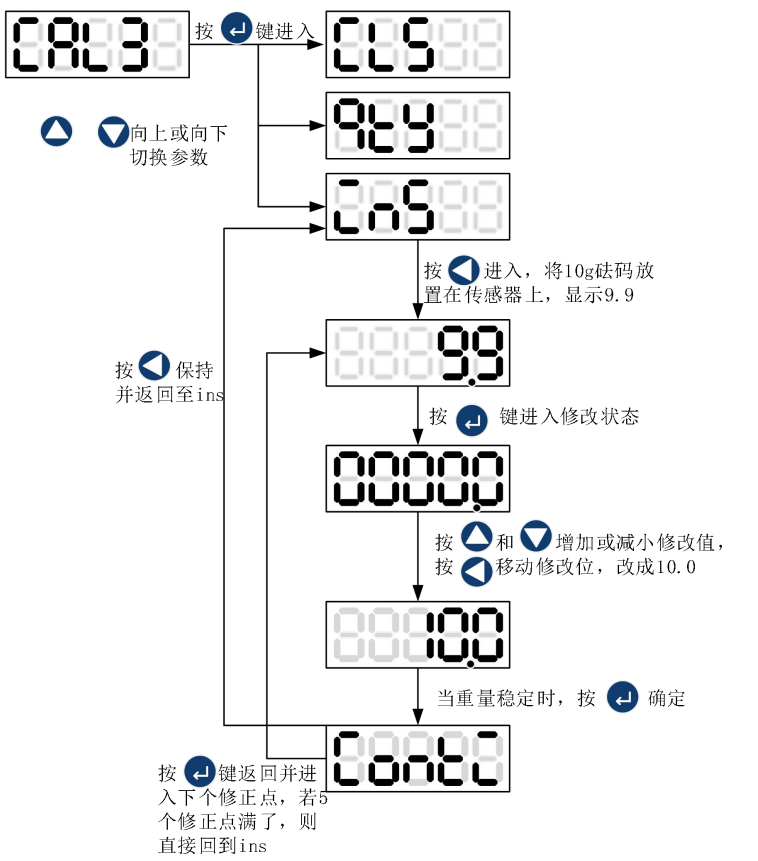 CAL3
按 键进入
CLS
向上或向下
切换参数
qty
inS
按 进入，将10g砝码放
置在传感器上，显示9.9
9.9
按 保持
并返回至ins
按 键进入修改状态
0000.0
按 和 增加或减小修改值，
按 移动修改位，改成10.0
10.0
当重量稳定时，按 确定
ContC
按 键返回并进
入下个修正点，若5
个修正点满了，则
直接回到ins